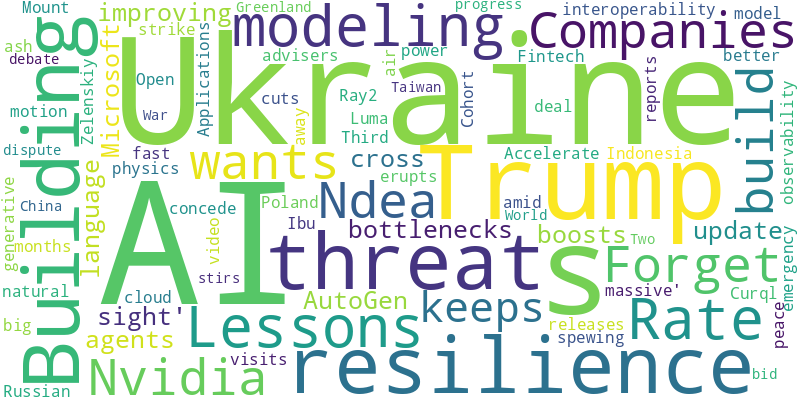 Mount
improving
Greenland
progress
interoperability
model
ash
strike
modeling
Companies
debate
Building
Zelenskiy
Microsoft
Applications
Ukraine
advisers
power
Fintech
better
air
reports
Open
cuts
Ray2
Taiwan
Cohort
deal
build
observability
motion
War
away
Luma
Third
dispute
fast
physics
wants
cross
Accelerate
Indonesia
erupts
Trump
China
language
AI
concede
Poland
Ndea
World
generative
months
video
Ibu
bottlenecks
boosts
Two
update
amid
threat
s
Forget
emergency
stirs
natural
cloud
AutoGen
keeps
massive'
Curql
big
sight'
agents
Lessons
releases
spewing
Rate
peace
Russian
Nvidia
visits
resilience
bid